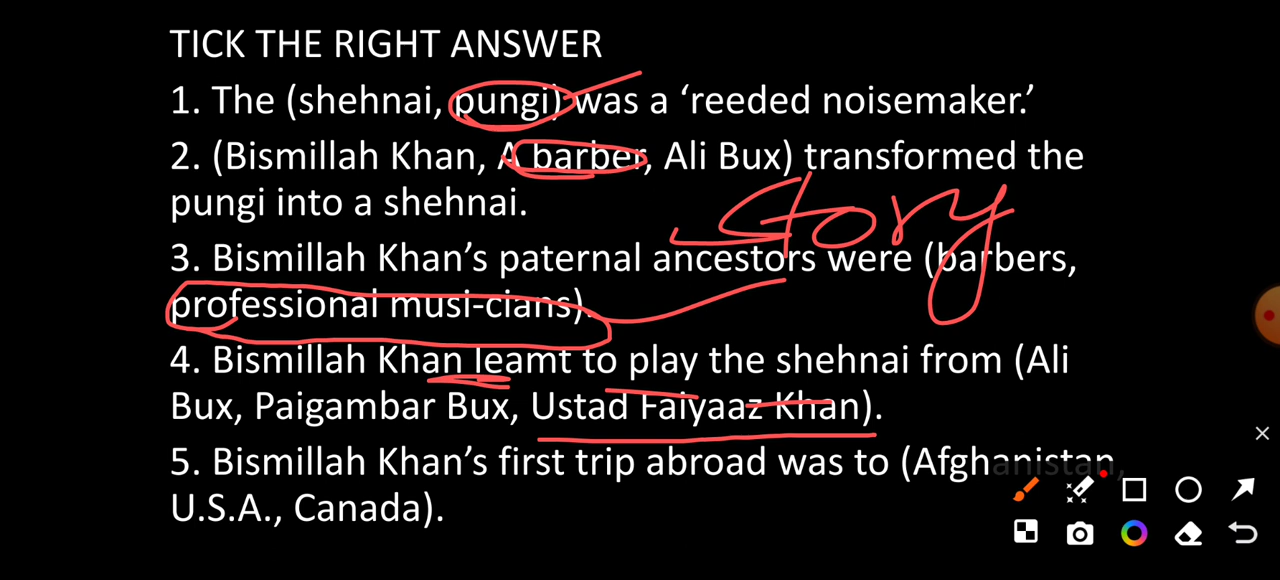 TICK THE RIGHT ANSWER
1. The (shehnai, pungi) was a ‘reeded noisemaker.’
2. (Bismillah Khan, A barber, Ali Bux) transformed the
pungi into a shehnai.
story
3. Bismillah Khan’s paternal ancestors were (barbers,
professional musi-cians).
4. Bismillah Khan leamt to play the shehnai from (Ali
Bux, Paigambar Bux, Ustad Faiyaaz Khan).
5. Bismillah Khan’s first trip abroad was to (Afghanistan,
U.S.A., Canada).